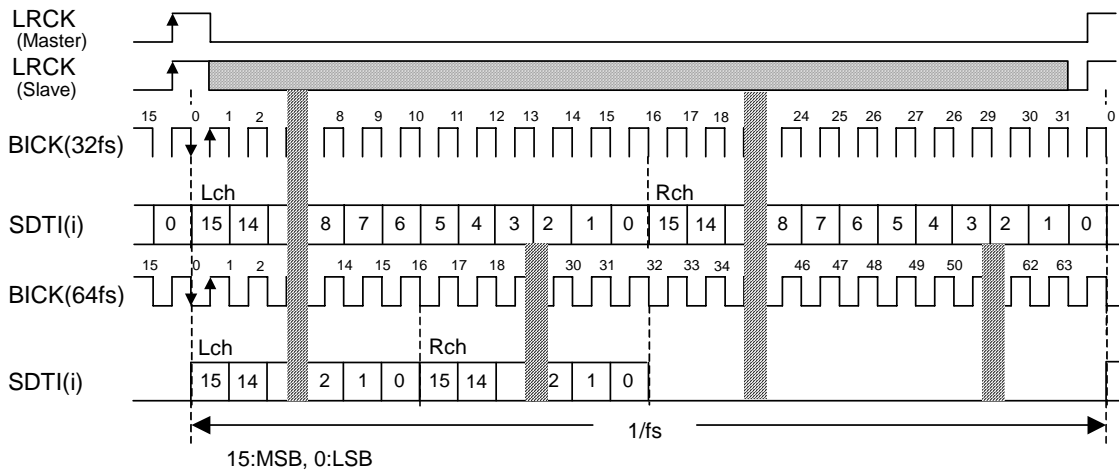 LRCK
(Master)
LRCK
(Slave)
15 0 1 2 8 9 10 11 12 13 14 15 16 17 18 24 25 26 27 26 29 30 31 0
BICK(32fs)
Lch Rch
SDTI(i) 0 15 14 8 7 6 5 4 3 2 1 0 15 14 8 7 6 5 4 3 2 1 0
15 0 1 2 14 15 16 17 18 30 31 32 33 34 46 47 48 49 50 62 63
BICK(64fs)
Lch Rch
SDTI(i) 15 14 2 1 0 15 14 2 1 0
1/fs
15:MSB, 0:LSB